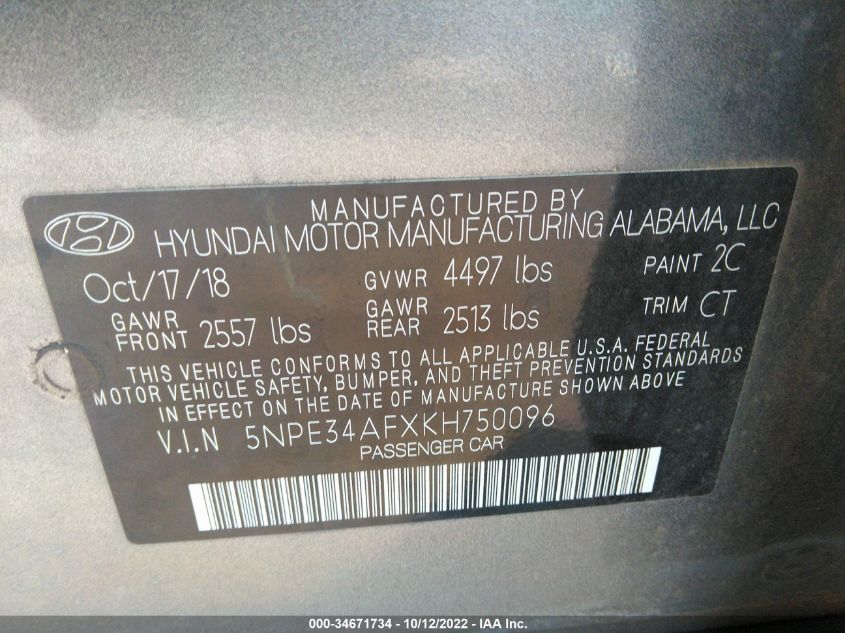 MANUFACTURED BY
HYUNDAI MOTOR MANUFACTURING ALABAMA, LLC
Oct/17/18 GVWR 4497 lbs PAINT 2C
GAWR FRONT 2557 lbs GAWR REAR 2513 lbs TRIM CT
THIS VEHICLE CONFORMS TO ALL APPLICABLE U.S.A. FEDERAL
MOTOR VEHICLE SAFETY, BUMPER, AND THEFT PREVENTION STANDARDS
IN EFFECT ON THE DATE OF MANUFACTURE SHOWN ABOVE
V.I.N 5NPE34AFXKH750096
PASSENGER CAR
000-34671734 - 10/12/2022 - IAA Inc.